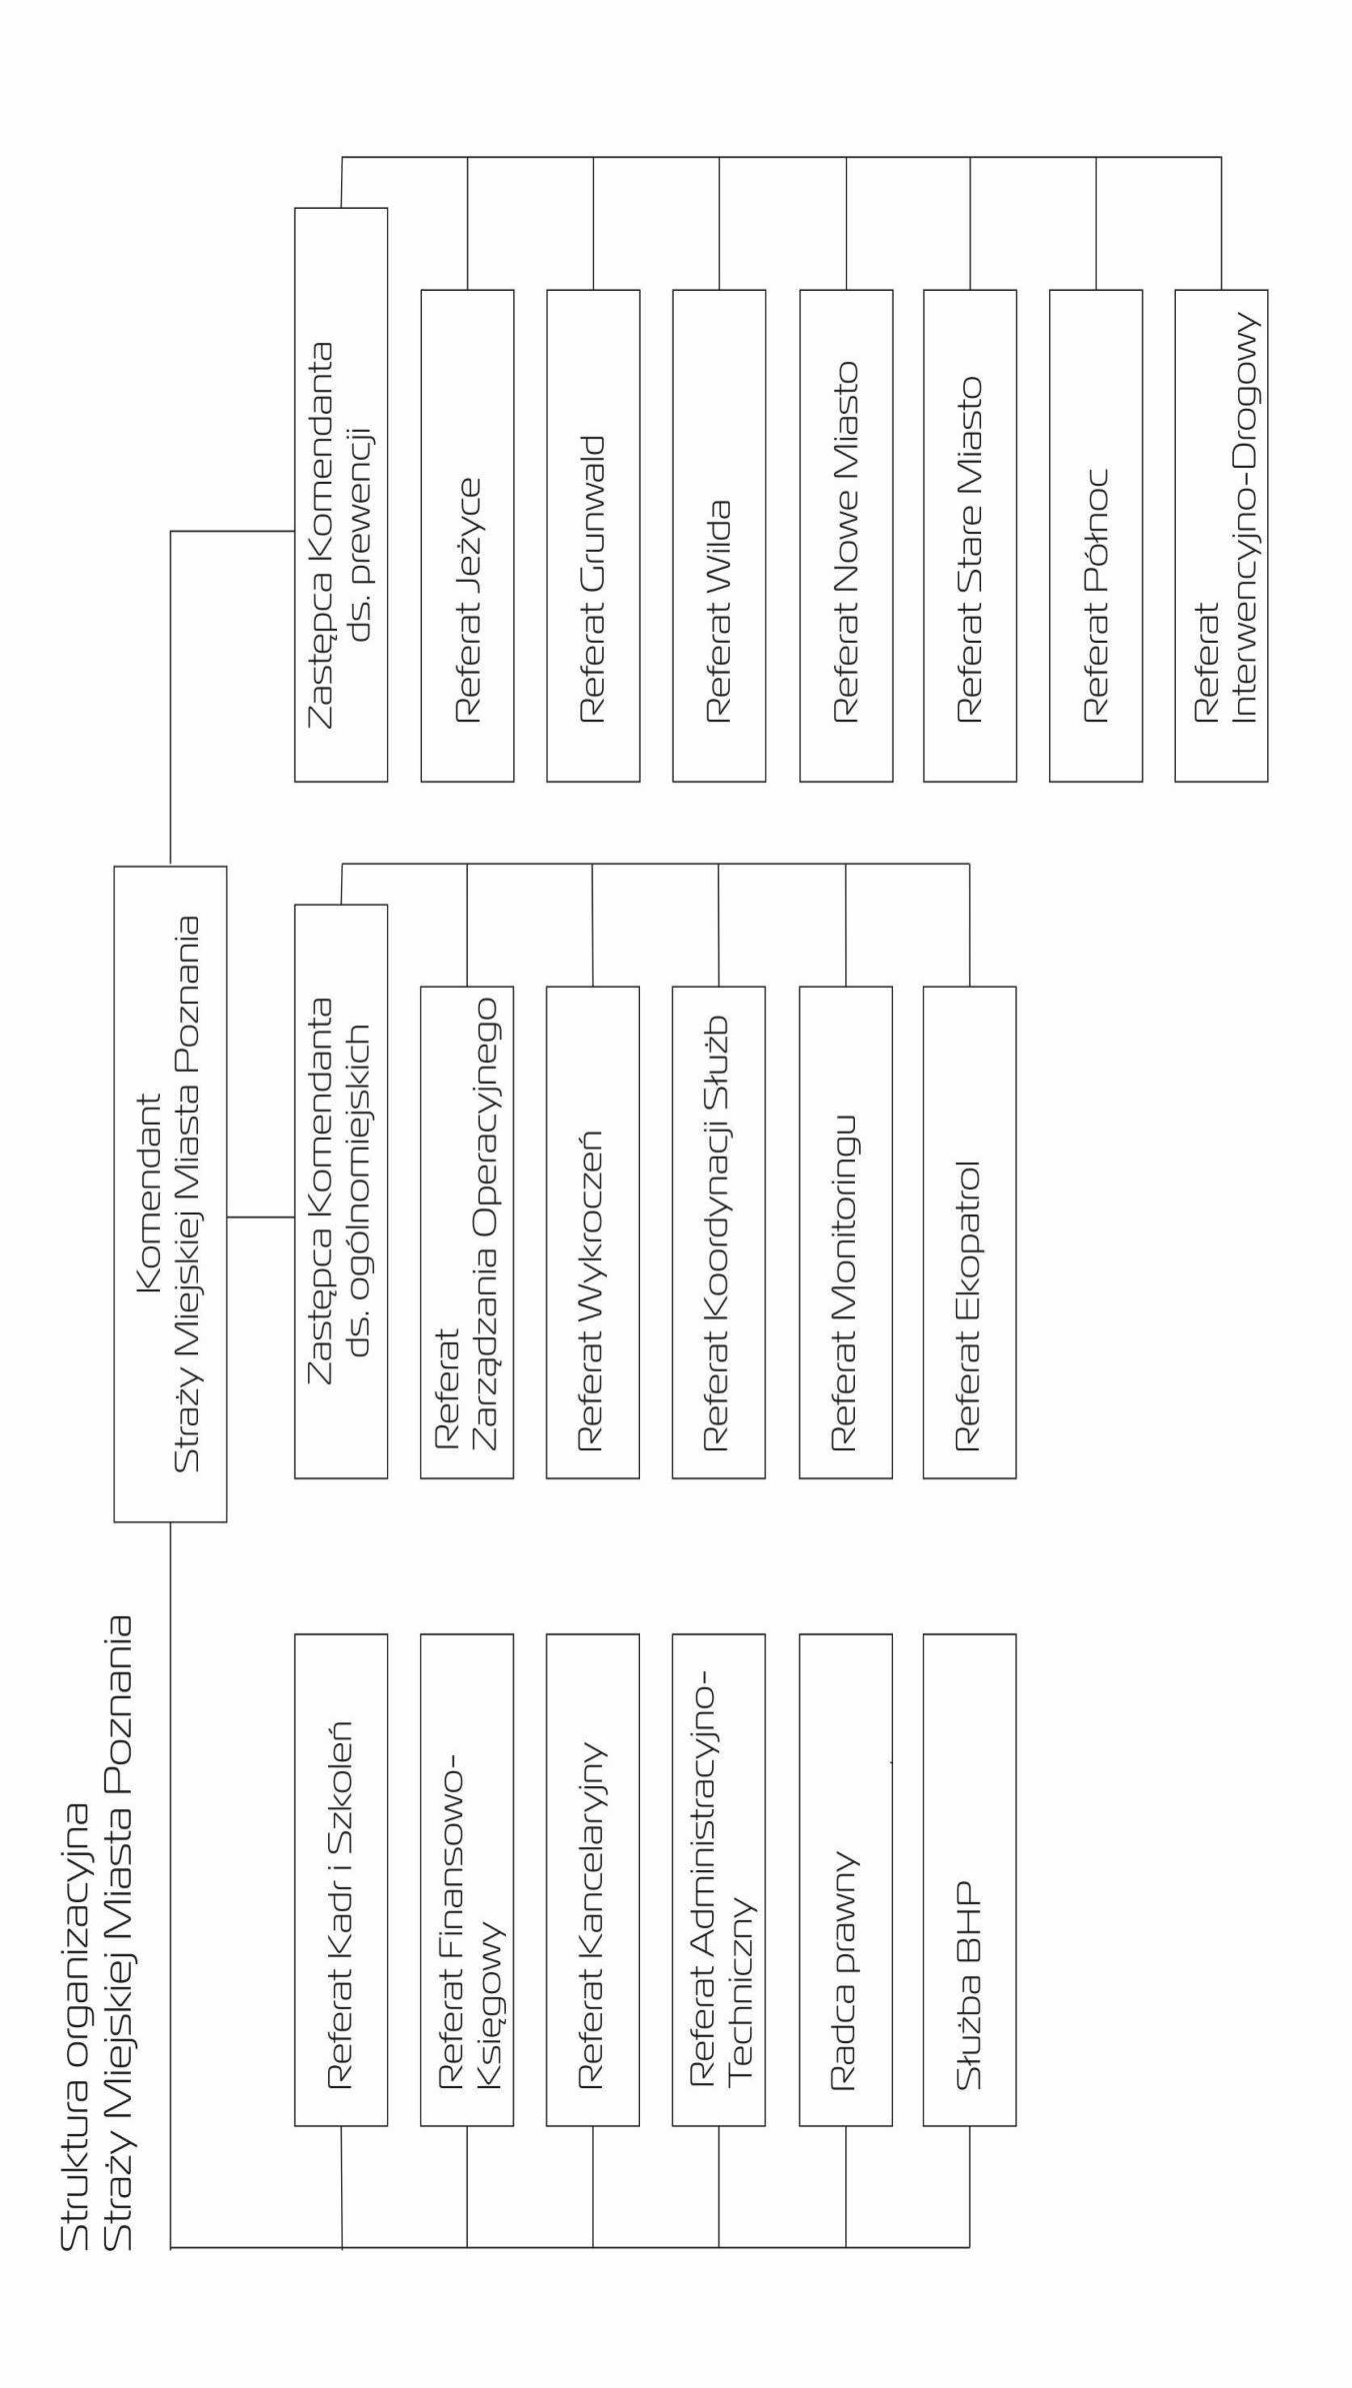 Struktura organizacyjna
Straży Miejskiej Miasta Poznania
Komendant
Straży Miejskiej Miasta Poznania
Referat Kadr i Szkoleń
Referat Finansowo-
Księgowy
Referat Kancelaryjny
Referat Administracyjno-
Techniczny
Radca prawny
Służba BHP
Zastępca Komendanta
ds. ogólnomiejskich
Referat
Zarządzania Operacyjnego
Referat Wykroczeń
Referat Koordynacji Służb
Referat Monitoringu
Referat Ekopatrol
Zastępca Komendanta
ds. prewencji
Referat Jeżyce
Referat Grunwald
Referat Wilda
Referat Nowe Miasto
Referat Stare Miasto
Referat Północ
Referat
Interwencyjno-Drogowy